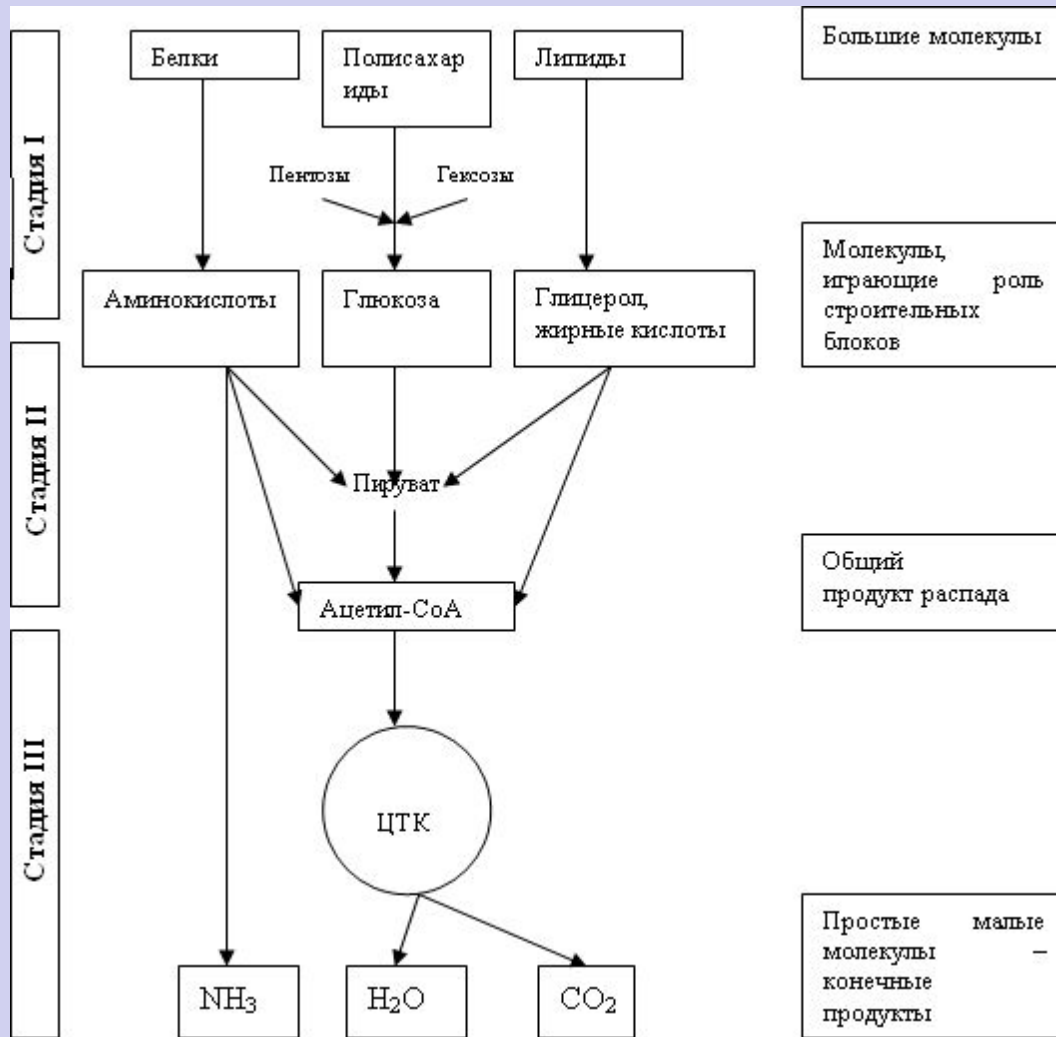 Белки
Полисахар
иды
Липиды
Большие молекулы
Стадия I
Пентозы
Гексозы
Аминокислоты
Глюкоза
Глицерол,
жирные кислоты
Молекулы,
играющие роль
строительных
блоков
Стадия II
Пируват
Ацетил-СоА
Общий
продукт распада
Стадия III
ЦТК
NH3
H2O
CO2
Простые малые
молекулы –
конечные
продукты